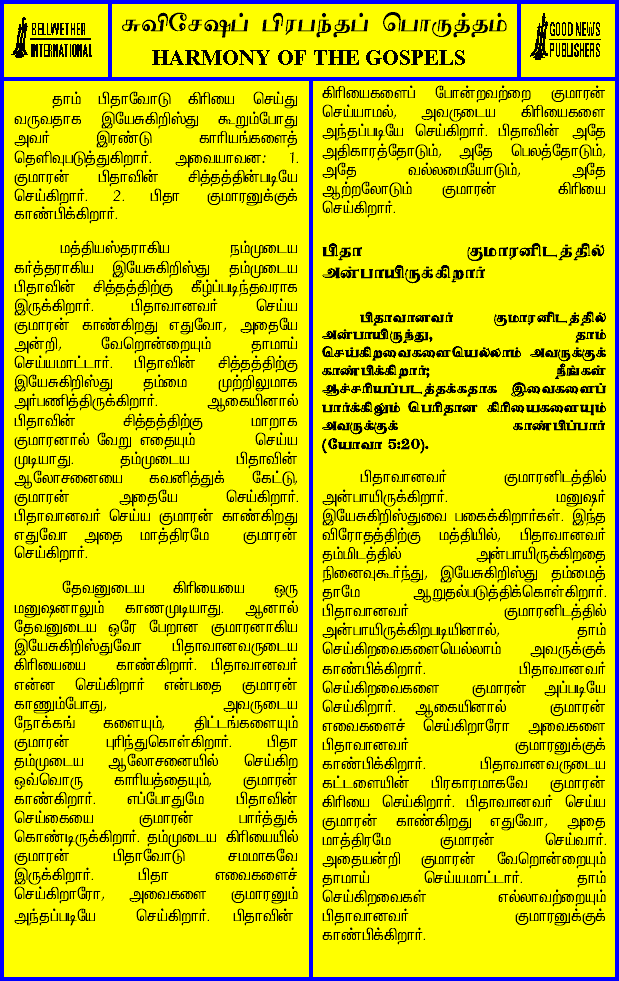 BELLWETHER
INTERNATIONAL
சுவிசேஷப் பிரபந்தப் பொருத்தம்
HARMONY OF THE GOSPELS
GOOD NEWS
PUBLISHERS
தாம் பிதாவோடு கிரியை செய்து
வருவதாக இயேசுகிறிஸ்து கூறும்போது
அவர் இரண்டு காரியங்களைத்
தெளிவுபடுத்துகிறார். அவையாவன: 1.
குமாரன் பிதாவின் சித்தத்தின்படியே
செய்கிறார். 2. பிதா குமாரனுக்குக்
காண்பிக்கிறார்.
மத்தியஸ்தராகிய நம்முடைய
கர்த்தராகிய இயேசுகிறிஸ்து தம்முடைய
பிதாவின் சித்தத்திற்கு கீழ்ப்படிந்தவராக
இருக்கிறார். பிதாவானவர் செய்ய
குமாரன் காண்கிறது எதுவோ, அதையே
அன்றி, வேறொன்றையும் தாமாய்
செய்யமாட்டார். பிதாவின் சித்தத்திற்கு
இயேசுகிறிஸ்து தம்மை முற்றிலுமாக
அர்பணித்திருக்கிறார். ஆகையினால்
பிதாவின் சித்தத்திற்கு மாறாக
குமாரனால் வேறு எதையும் செய்ய
முடியாது. தம்முடைய பிதாவின்
ஆலோசனையை கவனித்துக் கேட்டு,
குமாரன் அதையே செய்கிறார்.
பிதாவானவர் செய்ய குமாரன் காண்கிறது
எதுவோ அதை மாத்திரமே குமாரன்
செய்கிறார்.
தேவனுடைய கிரியையை ஒரு
மனுஷனாலும் காணமுடியாது. ஆனால்
தேவனுடைய ஒரே பேறான குமாரனாகிய
இயேசுகிறிஸ்துவோ பிதாவானவருடைய
கிரியையை காண்கிறார். பிதாவானவர்
என்ன செய்கிறார் என்பதை குமாரன்
காணும்போது, அவருடைய
நோக்கங் களையும், திட்டங்களையும்
குமாரன் புரிந்துகொள்கிறார். பிதா
தம்முடைய ஆலோசனையில் செய்கிற
ஒவ்வொரு காரியத்தையும், குமாரன்
காண்கிறார். எப்போதுமே பிதாவின்
செய்கையை குமாரன் பார்த்துக்
கொண்டிருக்கிறார். தம்முடைய கிரியையில்
குமாரன் பிதாவோடு சமமாகவே
இருக்கிறார். பிதா எவைகளைச்
செய்கிறாரோ, அவைகளை குமாரனும்
அந்தப்படியே செய்கிறார். பிதாவின்
கிரியைகளைப் போன்றவற்றை குமாரன்
செய்யாமல், அவருடைய கிரியைகளை
அந்தப்படியே செய்கிறார். பிதாவின் அதே
அதிகாரத்தோடும், அதே பெலத்தோடும்,
அதே வல்லமையோடும், அதே
ஆற்றலோடும் குமாரன் கிரியை
செய்கிறார்.
பிதா குமாரனிடத்தில்
அன்பாயிருக்கிறார்
பிதாவானவர் குமாரனிடத்தில்
அன்பாயிருந்து, தாம்
செய்கிறவைகளையெல்லாம் அவருக்குக்
காண்பிக்கிறார்; நீங்கள்
ஆச்சரியப்படத்தக்கதாக இவைகளைப்
பார்க்கிலும் பெரிதான கிரியைகளையும்
அவருக்குக் காண்பிப்பார்
(யோவா 5:20).
பிதாவானவர் குமாரனிடத்தில்
அன்பாயிருக்கிறார். மனுஷர்
இயேசுகிறிஸ்துவை பகைக்கிறார்கள். இந்த
விரோதத்திற்கு மத்தியில், பிதாவானவர்
தம்மிடத்தில் அன்பாயிருக்கிறதை
நினைவுகூர்ந்து, இயேசுகிறிஸ்து தம்மைத்
தாமே ஆறுதல்படுத்திக்கொள்கிறார்.
பிதாவானவர் குமாரனிடத்தில்
அன்பாயிருக்கிறபடியினால், தாம்
செய்கிறவைகளையெல்லாம் அவருக்குக்
காண்பிக்கிறார். பிதாவானவர்
செய்கிறவைகளை குமாரன் அப்படியே
செய்கிறார். ஆகையினால் குமாரன்
எவைகளைச் செய்கிறாரோ அவைகளை
பிதாவானவர் குமாரனுக்குக்
காண்பிக்கிறார். பிதாவானவருடைய
கட்டளையின் பிரகாரமாகவே குமாரன்
கிரியை செய்கிறார். பிதாவானவர் செய்ய
குமாரன் காண்கிறது எதுவோ, அதை
மாத்திரமே குமாரன் செய்வார்.
அதையன்றி குமாரன் வேறொன்றையும்
தாமாய் செய்யமாட்டார். தாம்
செய்கிறவைகள் எல்லாவற்றையும்
பிதாவானவர் குமாரனுக்குக்
காண்பிக்கிறார்.